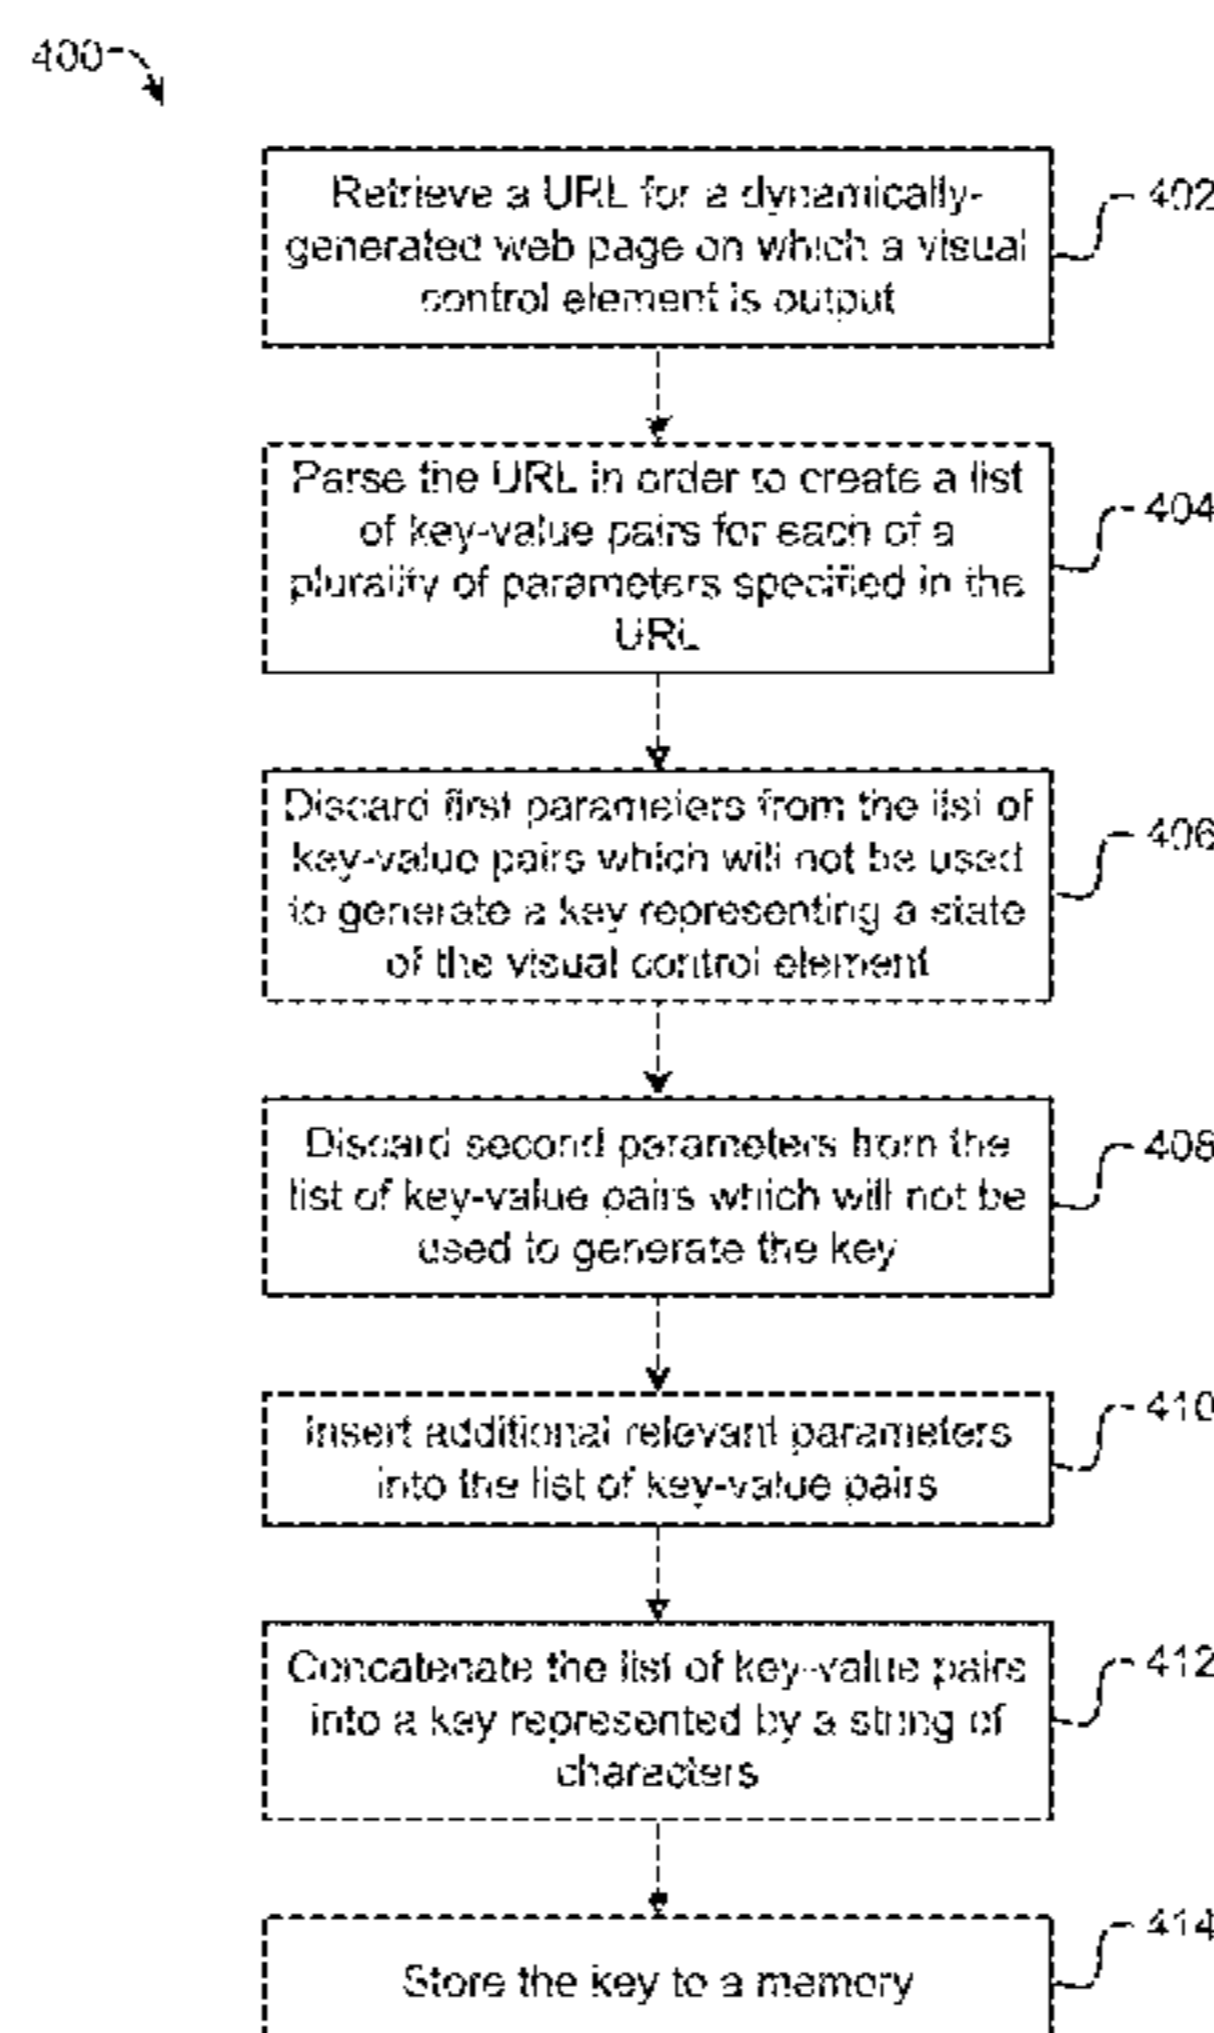 400
Retrieve a URL for a dynamically-
generated web page on which a visual
control element is output
402
Parse the URL in order to create a list
of key-value pairs for each of a
plurality of parameters specified in the
URL
404
Discard first parameters from the list of
key-value pairs which will not be used
to generate a key representing a state
of the visual control element
406
Discard second parameters from the
list of key-value pairs which will not be
used to generate the key
408
Insert additional relevant parameters
into the list of key-value pairs
410
Concatenate the list of key-value pairs
into a key represented by a string of
characters
412
Store the key to a memory
414